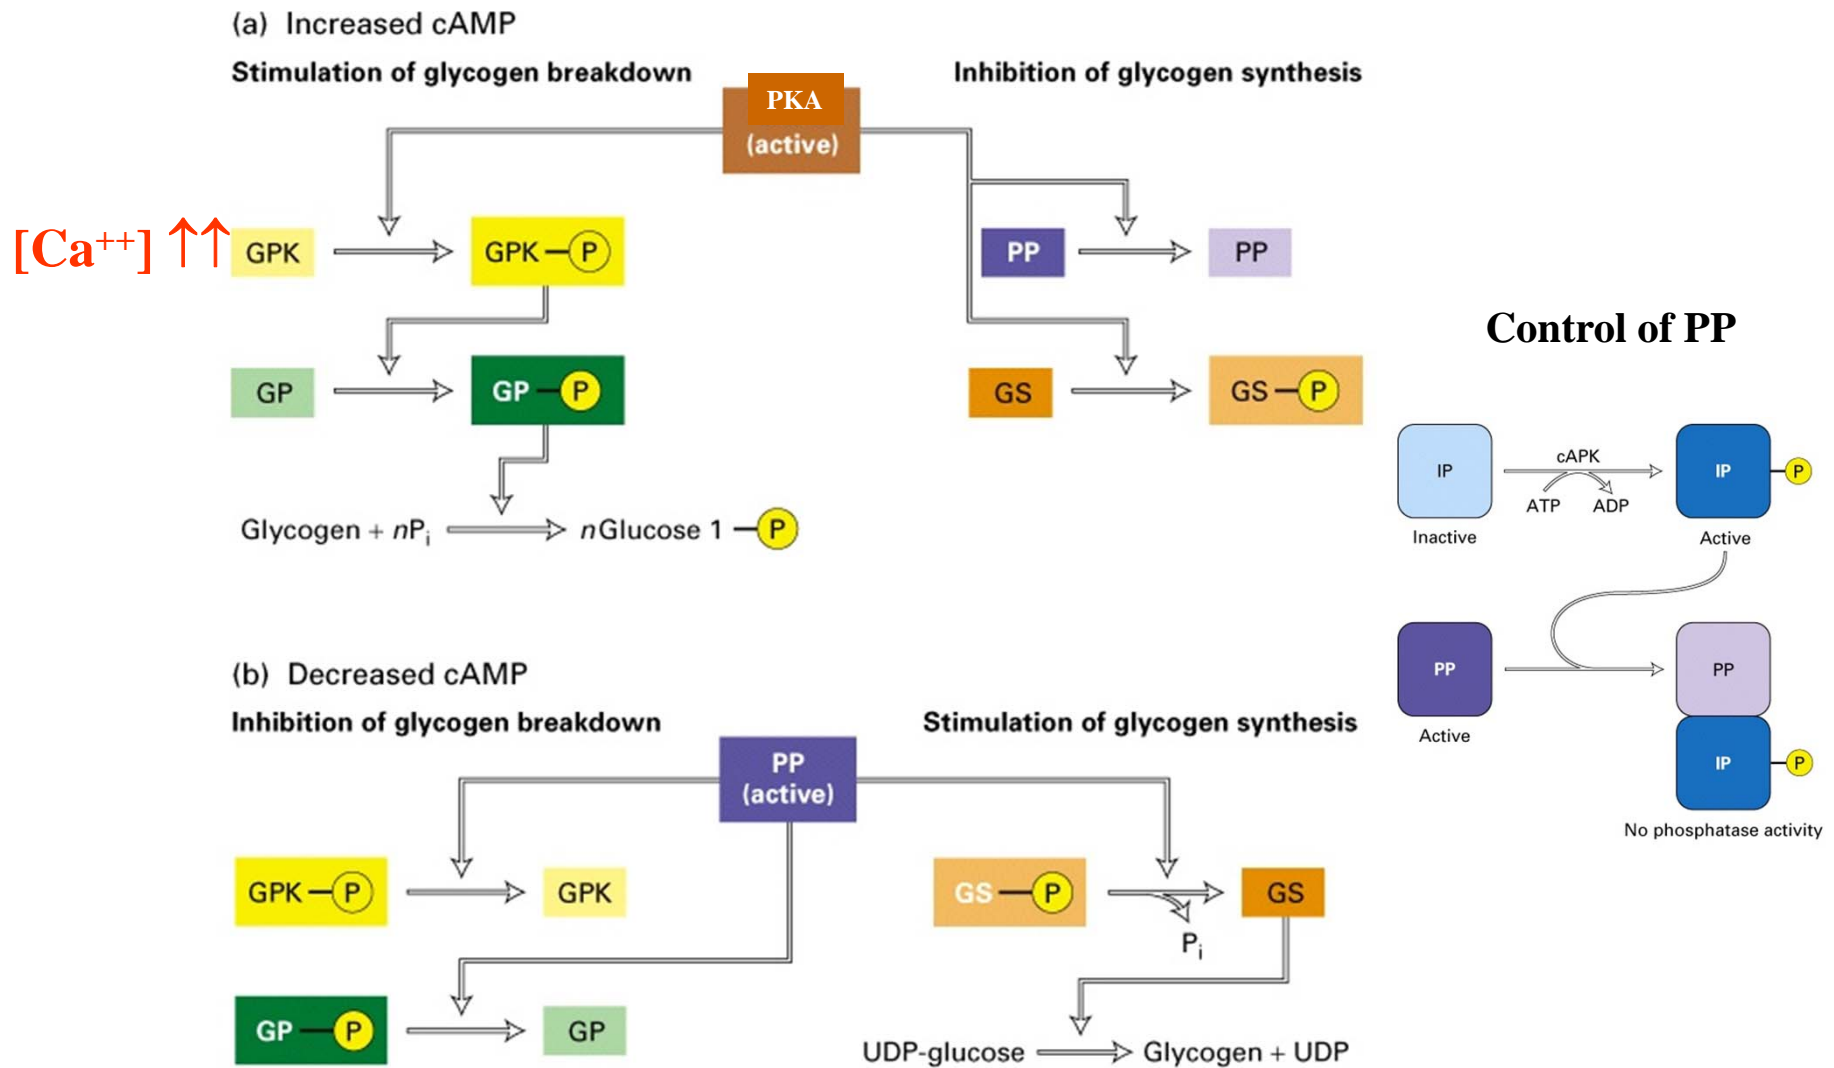 (a) Increased cAMP
Stimulation of glycogen breakdown
Inhibition of glycogen synthesis
PKA
(active)
[Ca⁺⁺] ↑↑
GPK
GPK P
PP
PP
GP
GP P
GS
GS P
Glycogen + nPᵢ
nGlucose 1 P
Control of PP
IP
cAPK
ATP
ADP
IP
P
Inactive
Active
PP
PP
Active
IP
P
No phosphatase activity
(b) Decreased cAMP
Inhibition of glycogen breakdown
Stimulation of glycogen synthesis
PP
(active)
GPK P
GPK
GS P
GS
Pᵢ
GP P
GP
UDP-glucose
Glycogen + UDP